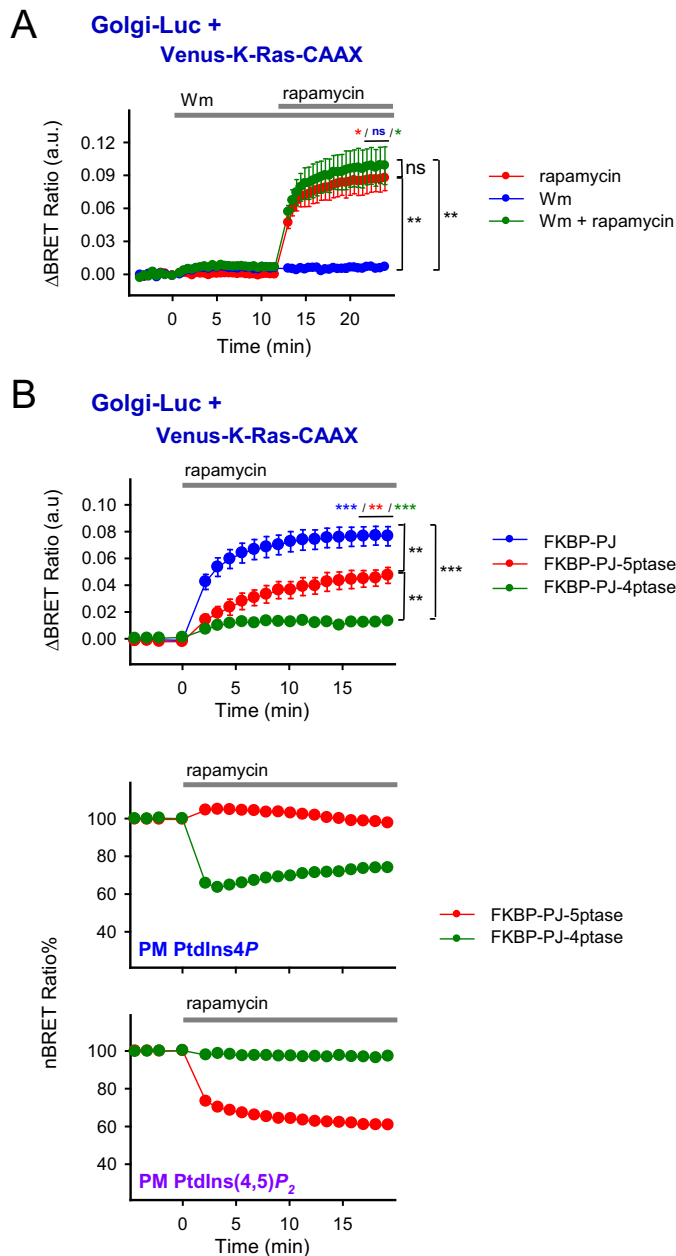 A
Golgi-Luc +
Venus-K-Ras-CAAX
rapamycin
Wm
* / ns / *
0.12
0.09
0.06
0.03
0.00
ΔBRET Ratio (a.u.)
ns
**
**
rapamycin
Wm
Wm + rapamycin
0 5 10 15 20
Time (min)
B
Golgi-Luc +
Venus-K-Ras-CAAX
rapamycin
*** / ** / ***
0.10
0.08
0.06
0.04
0.02
0.00
ΔBRET Ratio (a.u)
**
**
***
FKBP-PJ
FKBP-PJ-5ptase
FKBP-PJ-4ptase
0 5 10 15
Time (min)
rapamycin
100
80
60
40
PM PtdIns4P
FKBP-PJ-5ptase
FKBP-PJ-4ptase
nBRET Ratio%
rapamycin
100
80
60
40
PM PtdIns(4,5)P2
0 5 10 15
Time (min)